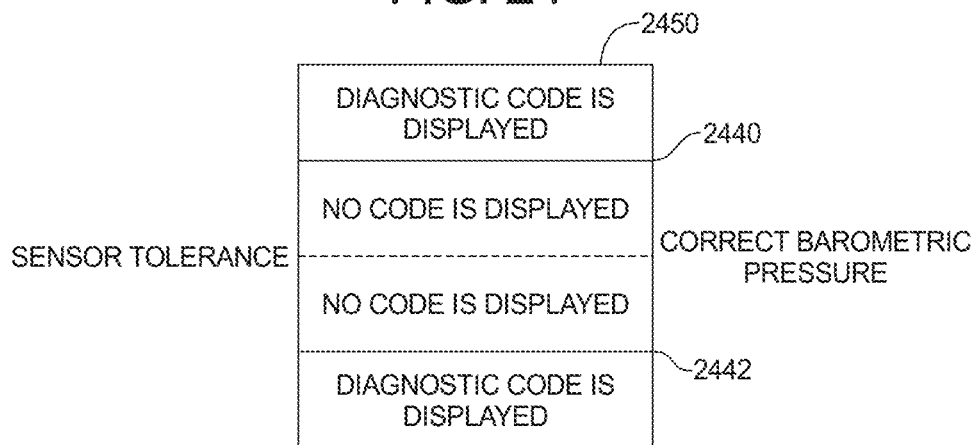 2450
DIAGNOSTIC CODE IS
DISPLAYED
2440
NO CODE IS DISPLAYED
SENSOR TOLERANCE
CORRECT BAROMETRIC
PRESSURE
NO CODE IS DISPLAYED
2442
DIAGNOSTIC CODE IS
DISPLAYED